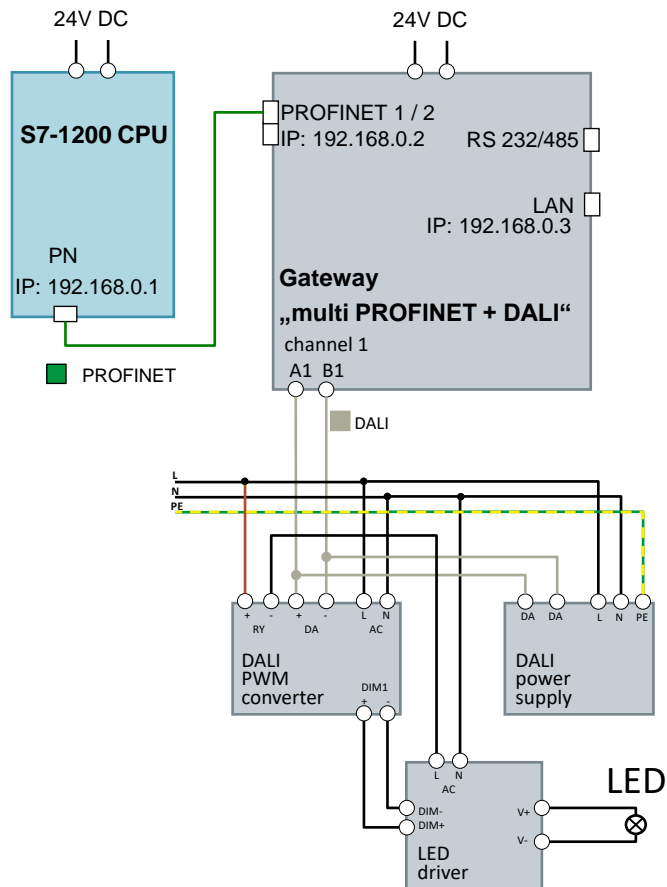 24V DC
24V DC
S7-1200 CPU
PROFINET 1 / 2
IP: 192.168.0.2
RS 232/485
LAN
IP: 192.168.0.3
PN
IP: 192.168.0.1
Gateway
„multi PROFINET + DALI“
channel 1
A1 B1
PROFINET
DALI
L
N
PE
+ - + - L N
RY DA AC
DALI
PWM
converter
DIM1
+ -
DA DA L N PE
DALI
power
supply
L N
AC
DIM-
DIM+
V+
V-
LED
driver
LED